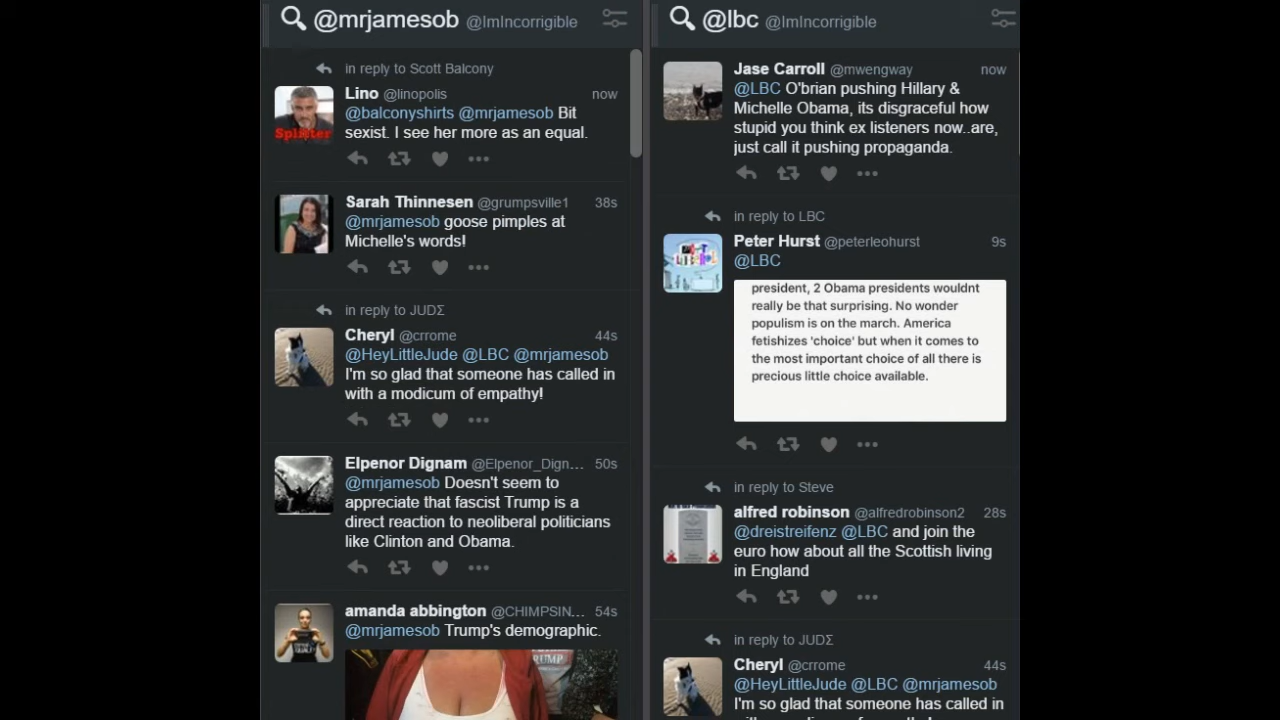 @mrjamesob @ImIncorrigible
in reply to Scott Balcony
Lino @linopolis now
@balconyshirts @mrjamesob Bit
sexist. I see her more as an equal.
Splitter
Sarah Thinnesen @grumpsville1 38s
@mrjamesob goose pimples at
Michelle's words!
in reply to JUDΣ
Cheryl @crrome 44s
@HeyLittleJude @LBC @mrjamesob
I'm so glad that someone has called in
with a modicum of empathy!
Elpenor Dignam @Elpenor_Dign... 50s
@mrjamesob Doesn't seem to
appreciate that fascist Trump is a
direct reaction to neoliberal politicians
like Clinton and Obama.
amanda abbington @CHIMPSIN... 54s
@mrjamesob Trump's demographic.
TRUMP
@lbc @ImIncorrigible
Jase Carroll @mwengway now
@LBC O'brian pushing Hillary &
Michelle Obama, its disgraceful how
stupid you think ex listeners now..are,
just call it pushing propaganda.
in reply to LBC
Peter Hurst @peterleohurst 9s
@LBC
president, 2 Obama presidents wouldnt
really be that surprising. No wonder
populism is on the march. America
fetishizes 'choice' but when it comes to
the most important choice of all there is
precious little choice available.
in reply to Steve
alfred robinson @alfredrobinson2 28s
@dreistreifenz @LBC and join the
euro how about all the Scottish living
in England
in reply to JUDΣ
Cheryl @crrome 44s
@HeyLittleJude @LBC @mrjamesob
I'm so glad that someone has called in